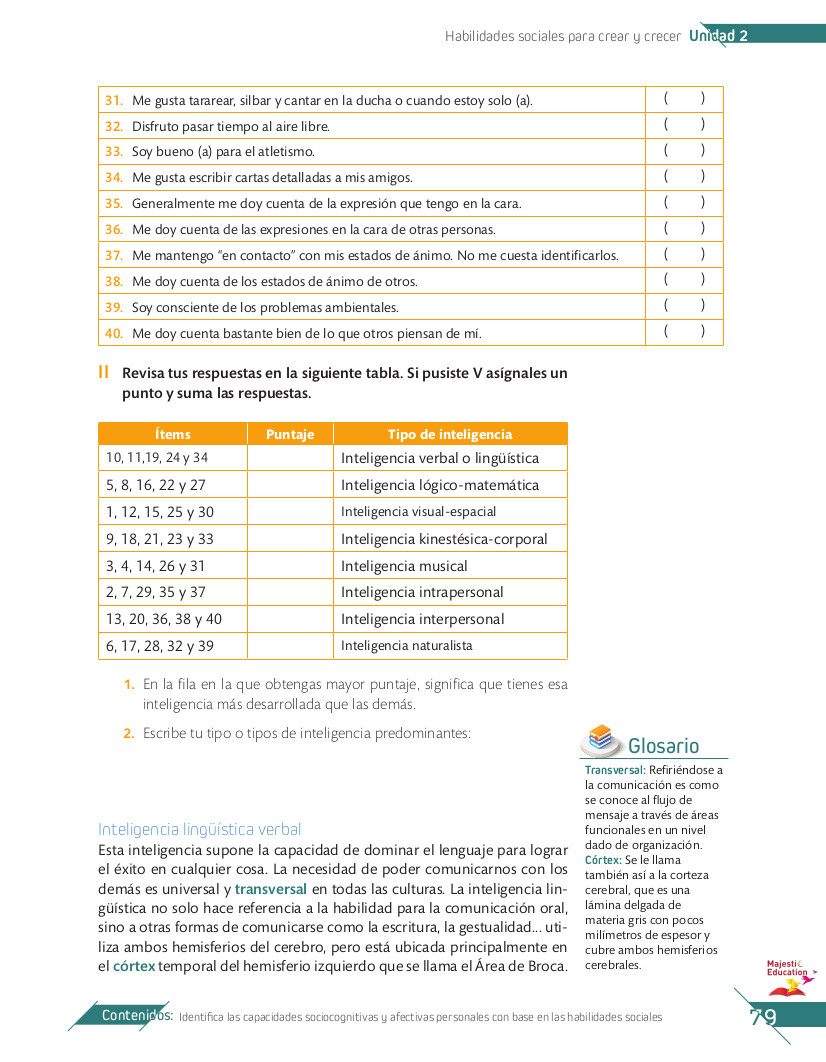 Habilidades sociales para crear y crecer Unidad 2
31. Me gusta tararear, silbar y cantar en la ducha o cuando estoy solo (a). ( )
32. Disfruto pasar tiempo al aire libre. ( )
33. Soy bueno (a) para el atletismo. ( )
34. Me gusta escribir cartas detalladas a mis amigos. ( )
35. Generalmente me doy cuenta de la expresión que tengo en la cara. ( )
36. Me doy cuenta de las expresiones en la cara de otras personas. ( )
37. Me mantengo "en contacto" con mis estados de ánimo. No me cuesta identificarlos. ( )
38. Me doy cuenta de los estados de ánimo de otros. ( )
39. Soy consciente de los problemas ambientales. ( )
40. Me doy cuenta bastante bien de lo que otros piensan de mí. ( )
II Revisa tus respuestas en la siguiente tabla. Si pusiste V asígnales un
punto y suma las respuestas.
Ítems Puntaje Tipo de inteligencia
10, 11,19, 24 y 34 Inteligencia verbal o lingüística
5, 8, 16, 22 y 27 Inteligencia lógico-matemática
1, 12, 15, 25 y 30 Inteligencia visual-espacial
9, 18, 21, 23 y 33 Inteligencia kinestésica-corporal
3, 4, 14, 26 y 31 Inteligencia musical
2, 7, 29, 35 y 37 Inteligencia intrapersonal
13, 20, 36, 38 y 40 Inteligencia interpersonal
6, 17, 28, 32 y 39 Inteligencia naturalista
1. En la fila en la que obtengas mayor puntaje, significa que tienes esa
inteligencia más desarrollada que las demás.
2. Escribe tu tipo o tipos de inteligencia predominantes:
Inteligencia lingüística verbal
Esta inteligencia supone la capacidad de dominar el lenguaje para lograr
el éxito en cualquier cosa. La necesidad de poder comunicarnos con los
demás es universal y transversal en todas las culturas. La inteligencia lin-
güística no solo hace referencia a la habilidad para la comunicación oral,
sino a otras formas de comunicarse como la escritura, la gestualidad... uti-
liza ambos hemisferios del cerebro, pero está ubicada principalmente en
el córtex temporal del hemisferio izquierdo que se llama el Área de Broca.
Glosario
Transversal: Refiriéndose a
la comunicación es como
se conoce al flujo de
mensaje a través de áreas
funcionales en un nivel
dado de organización.
Córtex: Se le llama
también así a la corteza
cerebral, que es una
lámina delgada de
materia gris con pocos
milímetros de espesor y
cubre ambos hemisferios
cerebrales.
Majestic
Education
Contenidos: Identifica las capacidades sociocognitivas y afectivas personales con base en las habilidades sociales
79